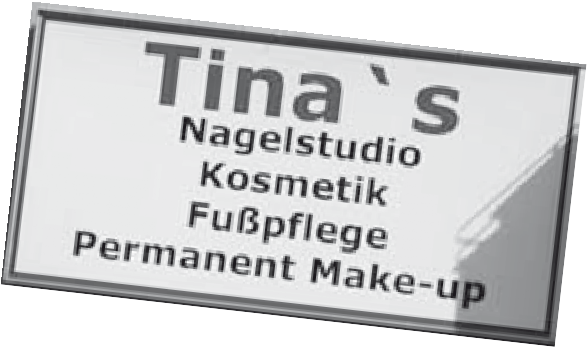 Tina`s
Nagelstudio
Kosmetik
Fußpflege
Permanent Make-up